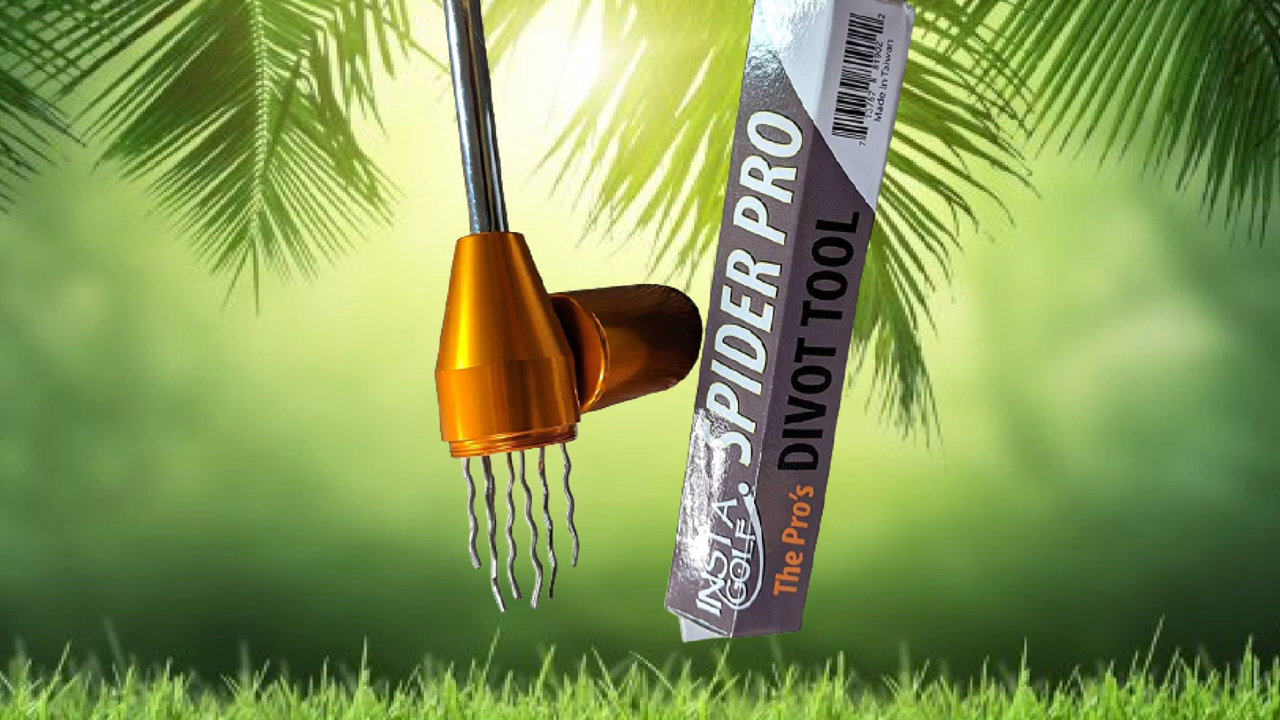 INSTA GOLF
SPIDER PRO
The Pro's DIVOT TOOL
Made in Taiwan